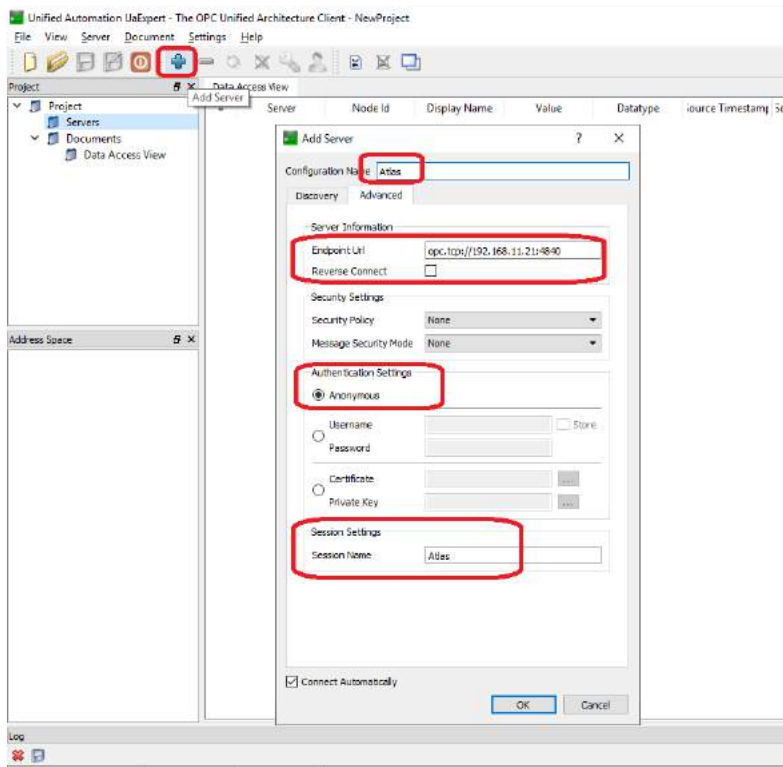 Unified Automation UaExpert - The OPC Unified Architecture Client - NewProject
File View Server Document Settings Help
Project
Data Access View
Add Server
Project
Servers
Documents
Data Access View
# Server Node Id Display Name Value Datatype ource Timestamp Se
Add Server ? ×
Configuration Name Atlas
Discovery Advanced
Server Information
Endpoint Url opc.tcp://192.168.11.21:4840
Reverse Connect
Security Settings
Security Policy None
Message Security Mode None
Address Space
Authentication Settings
Anonymous
Username Store
Password
Certificate ...
Private Key ...
Session Settings
Session Name Atlas
Connect Automatically
OK Cancel
Log